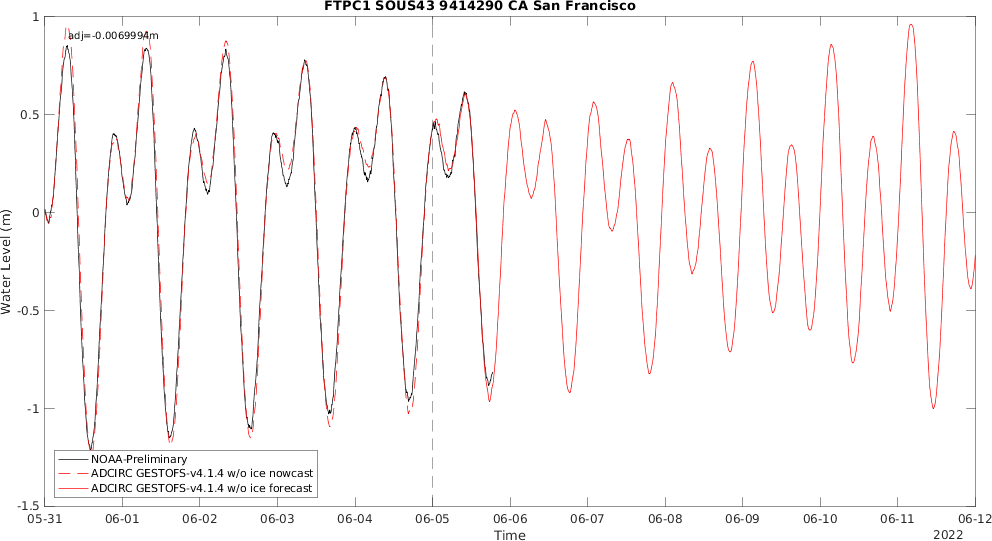 FTPC1 SOUS43 9414290 CA San Francisco
adj=-0.0069994m
1
0.5
0
-0.5
-1
-1.5
Water Level (m)
NOAA-Preliminary
ADCIRC GESTOFS-v4.1.4 w/o ice nowcast
ADCIRC GESTOFS-v4.1.4 w/o ice forecast
05-31 06-01 06-02 06-03 06-04 06-05 06-06 06-07 06-08 06-09 06-10 06-11 06-12
Time
2022